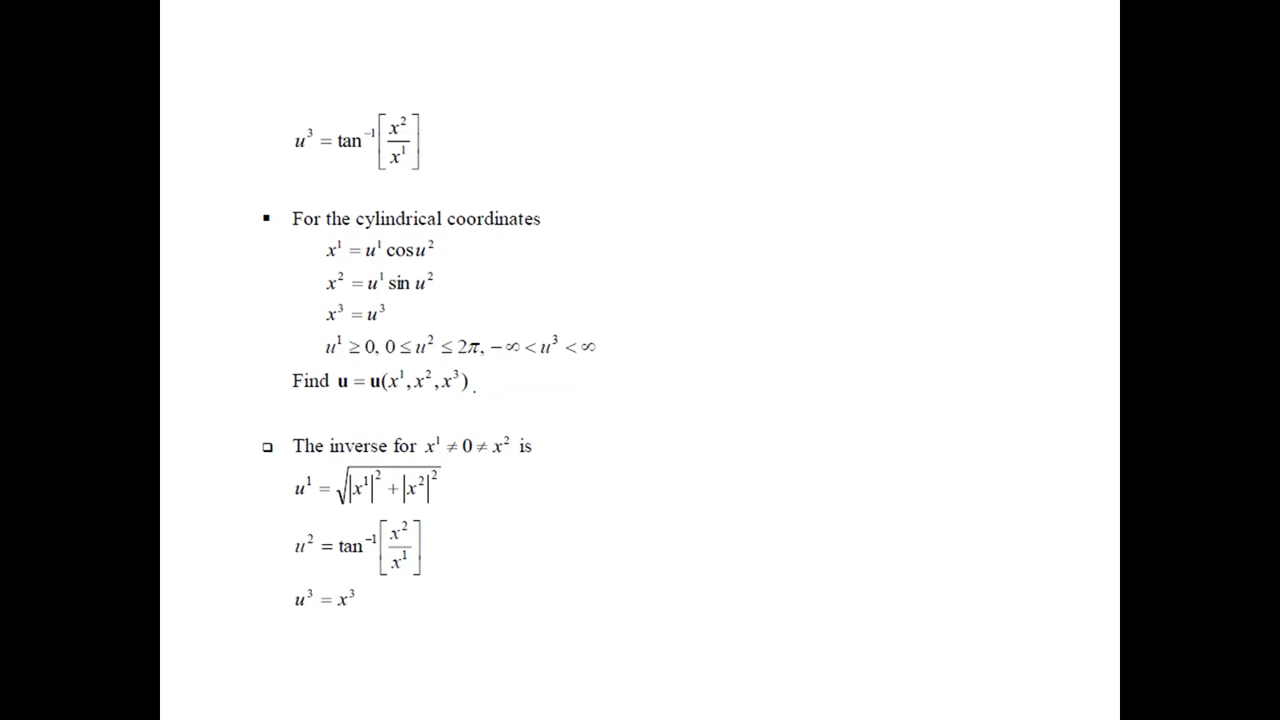 u³ = tan⁻¹[x²/x¹]
▪ For the cylindrical coordinates
x¹ = u¹ cos u²
x² = u¹ sin u²
x³ = u³
u¹ ≥ 0, 0 ≤ u² ≤ 2π, −∞ < u³ < ∞
Find u = u(x¹, x², x³).
❑ The inverse for x¹ ≠ 0 ≠ x² is
u¹ = √(|x¹|² + |x²|²)
u² = tan⁻¹[x²/x¹]
u³ = x³